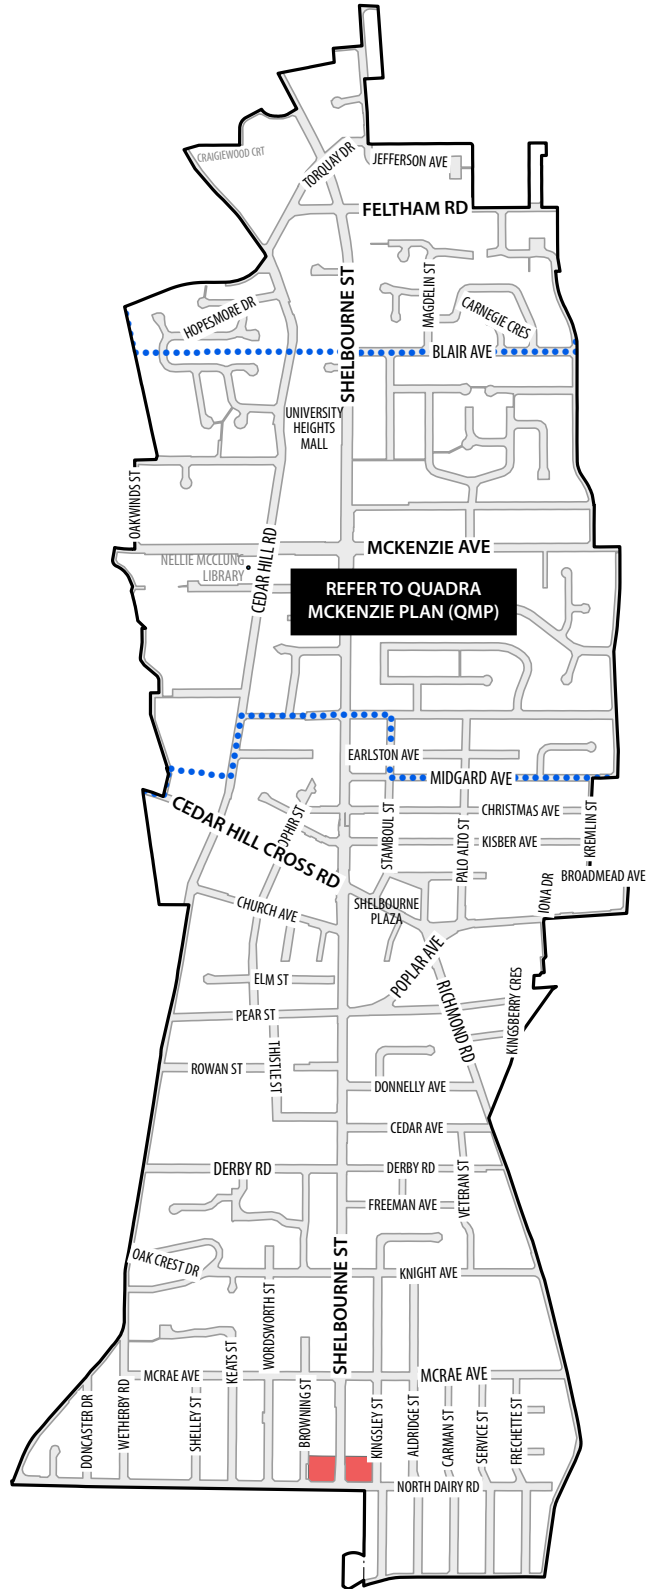 CRAIGIEWOOD CRT
TORQUAY DR
JEFFERSON AVE
FELTHAM RD
SHELBOURNE ST
MAGDELIN ST
CARNEGIE CRES
HOPESMORE DR
BLAIR AVE
UNIVERSITY
HEIGHTS
MALL
OAKWINDS ST
CEDAR HILL RD
MCKENZIE AVE
NELLIE MCCLUNG
LIBRARY
REFER TO QUADRA
MCKENZIE PLAN (QMP)
EARLSTON AVE
MIDGARD AVE
CEDAR HILL CROSS RD
OPHIR ST
STAMBOUL ST
CHRISTMAS AVE
PALO ALTO ST
KISBER AVE
KREMLIN ST
BROADMEAD AVE
IONA DR
CHURCH AVE
SHELBOURNE
PLAZA
POPLAR AVE
ELM ST
RICHMOND RD
KINGSBERRY CRES
PEAR ST
THISTLE ST
ROWAN ST
DONNELLY AVE
CEDAR AVE
DERBY RD
DERBY RD
VETERAN ST
FREEMAN AVE
OAK CREST DR
SHELBOURNE ST
KNIGHT AVE
WORDSWORTH ST
KEATS ST
MCRAE AVE
MCRAE AVE
DONCASTER DR
WETHERBY RD
SHELLEY ST
BROWNING ST
KINGSLEY ST
ALDRIDGE ST
CARMAN ST
SERVICE ST
FRECHETTE ST
NORTH DAIRY RD